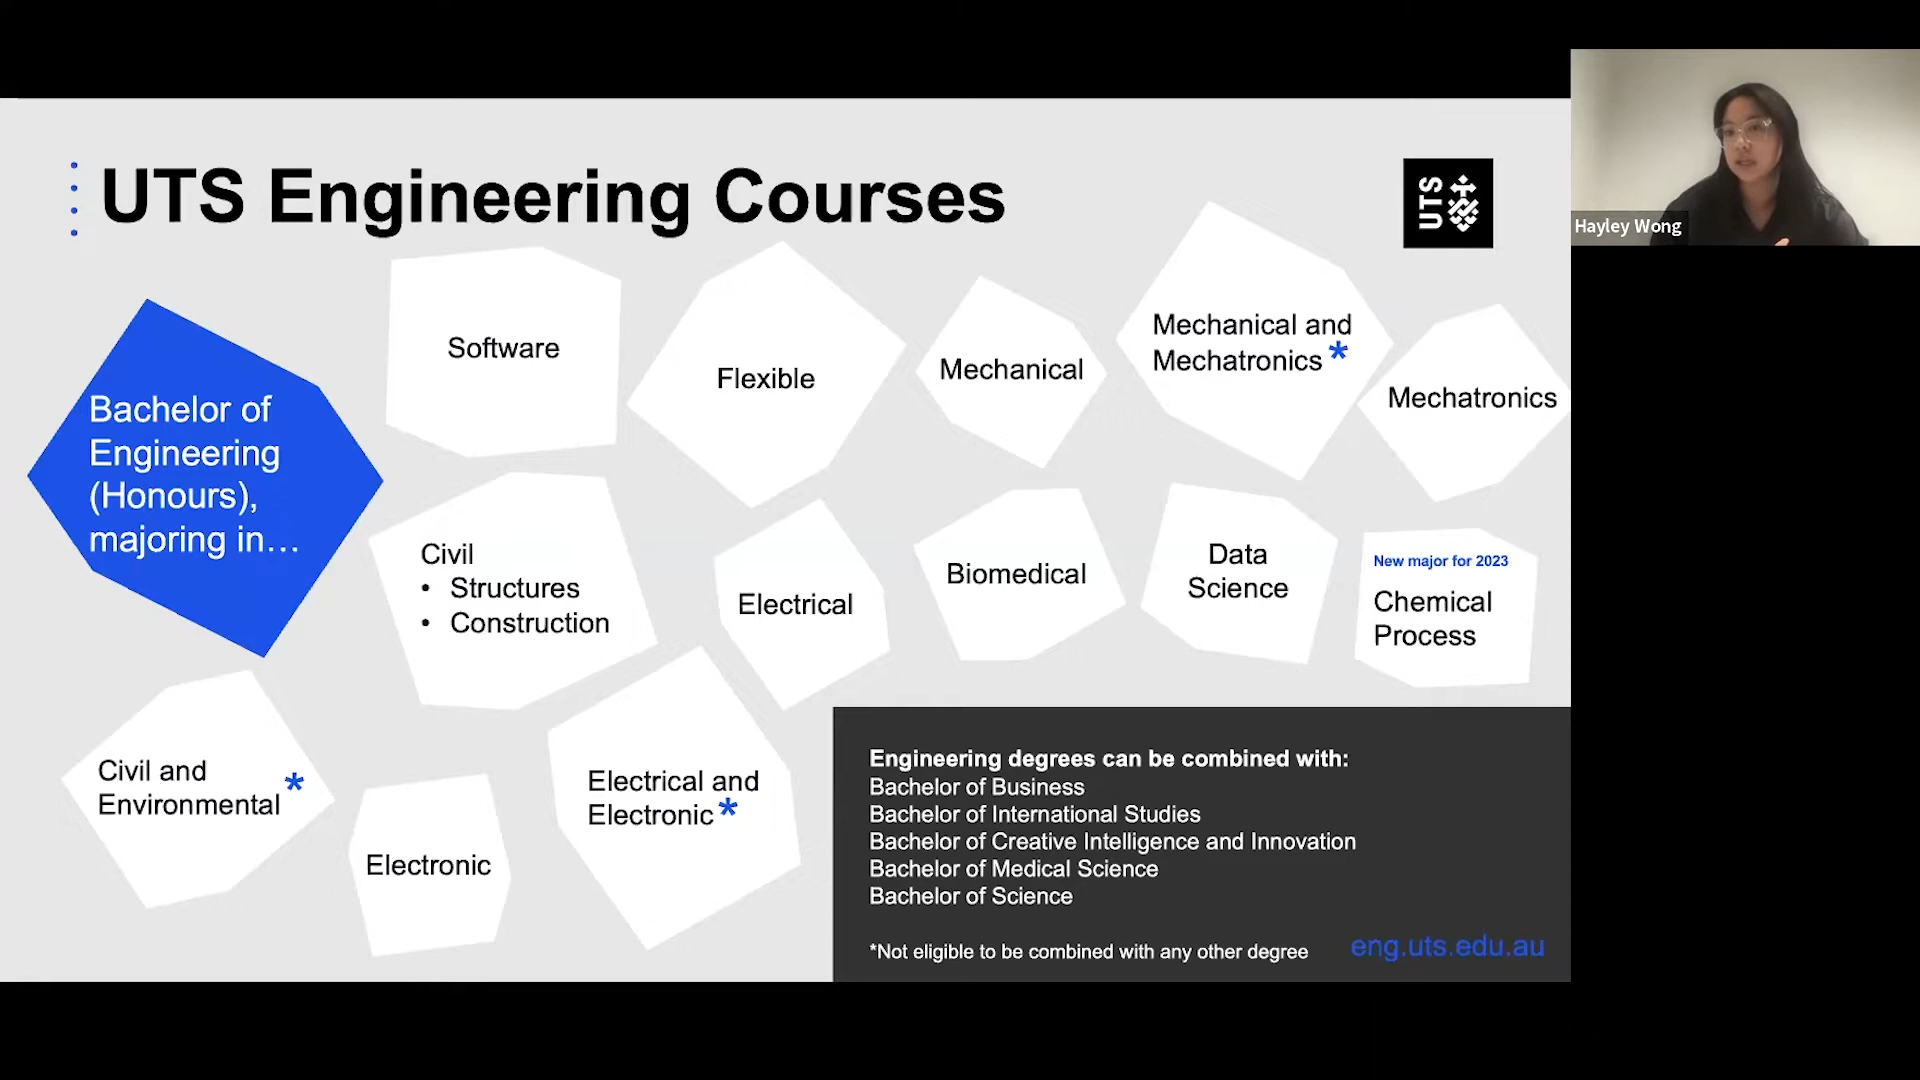 UTS Engineering Courses
UTS
Hayley Wong
Bachelor of
Engineering
(Honours),
majoring in…
Software
Flexible
Mechanical
Mechanical and
Mechatronics *
Mechatronics
Civil
• Structures
• Construction
Electrical
Biomedical
Data
Science
New major for 2023
Chemical
Process
Civil and
Environmental *
Electronic
Electrical and
Electronic *
Engineering degrees can be combined with:
Bachelor of Business
Bachelor of International Studies
Bachelor of Creative Intelligence and Innovation
Bachelor of Medical Science
Bachelor of Science
*Not eligible to be combined with any other degree
eng.uts.edu.au